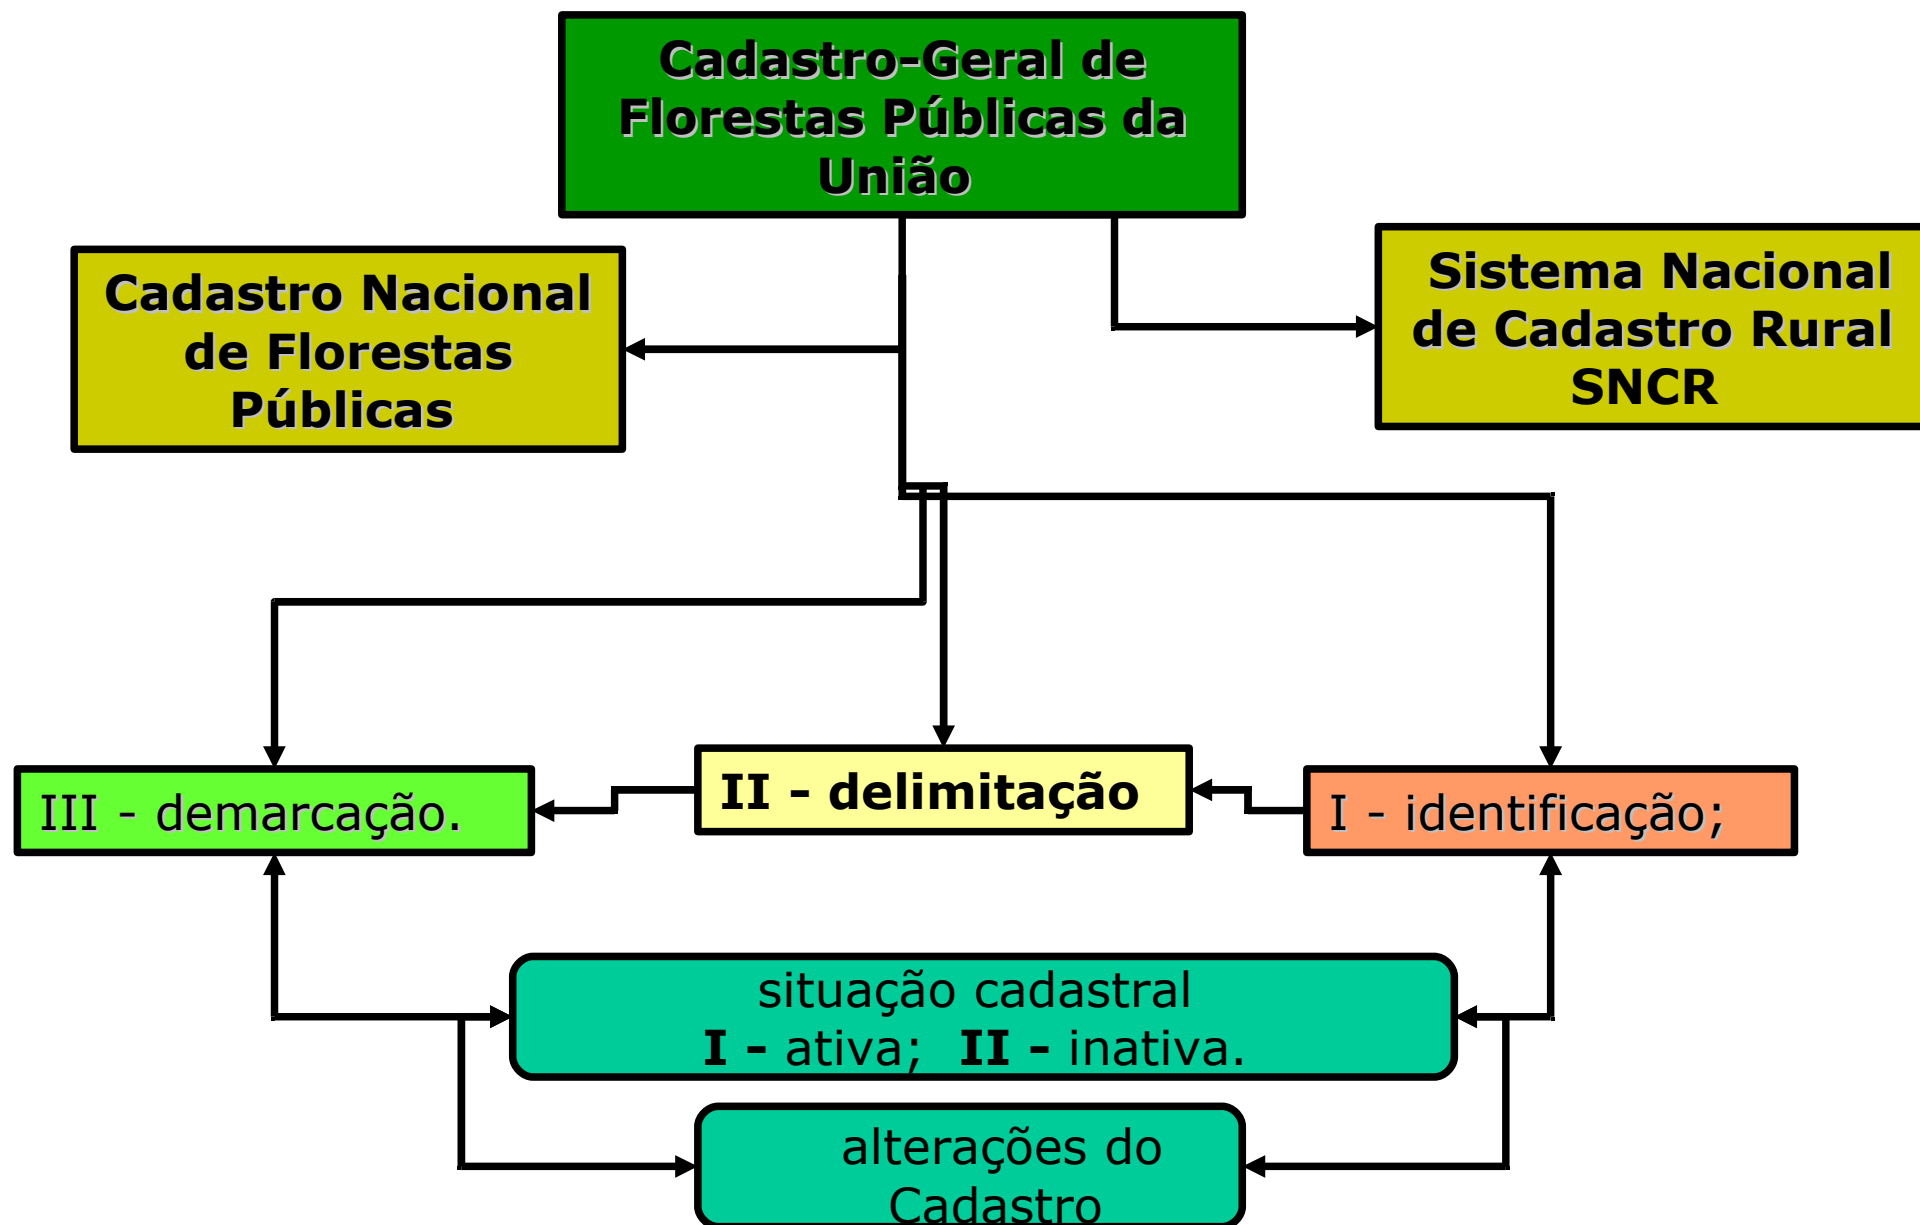 Cadastro-Geral de
Florestas Públicas da
União
Cadastro Nacional
de Florestas
Públicas
Sistema Nacional
de Cadastro Rural
SNCR
III - demarcação.
II - delimitação
I - identificação;
situação cadastral
I - ativa; II - inativa.
alterações do
Cadastro